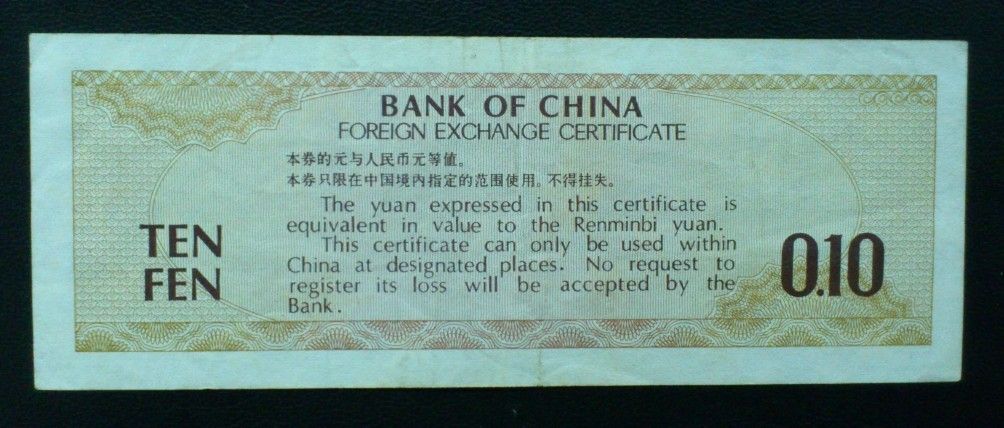 BANK OF CHINA
FOREIGN EXCHANGE CERTIFICATE
本券的元与人民币元等值。
本券只限在中国境内指定的范围使用。不得挂失。
The yuan expressed in this certificate is
equivalent in value to the Renminbi yuan.
This certificate can only be used within
China at designated places. No request to
register its loss will be accepted by the
Bank.
TEN
FEN
0.10